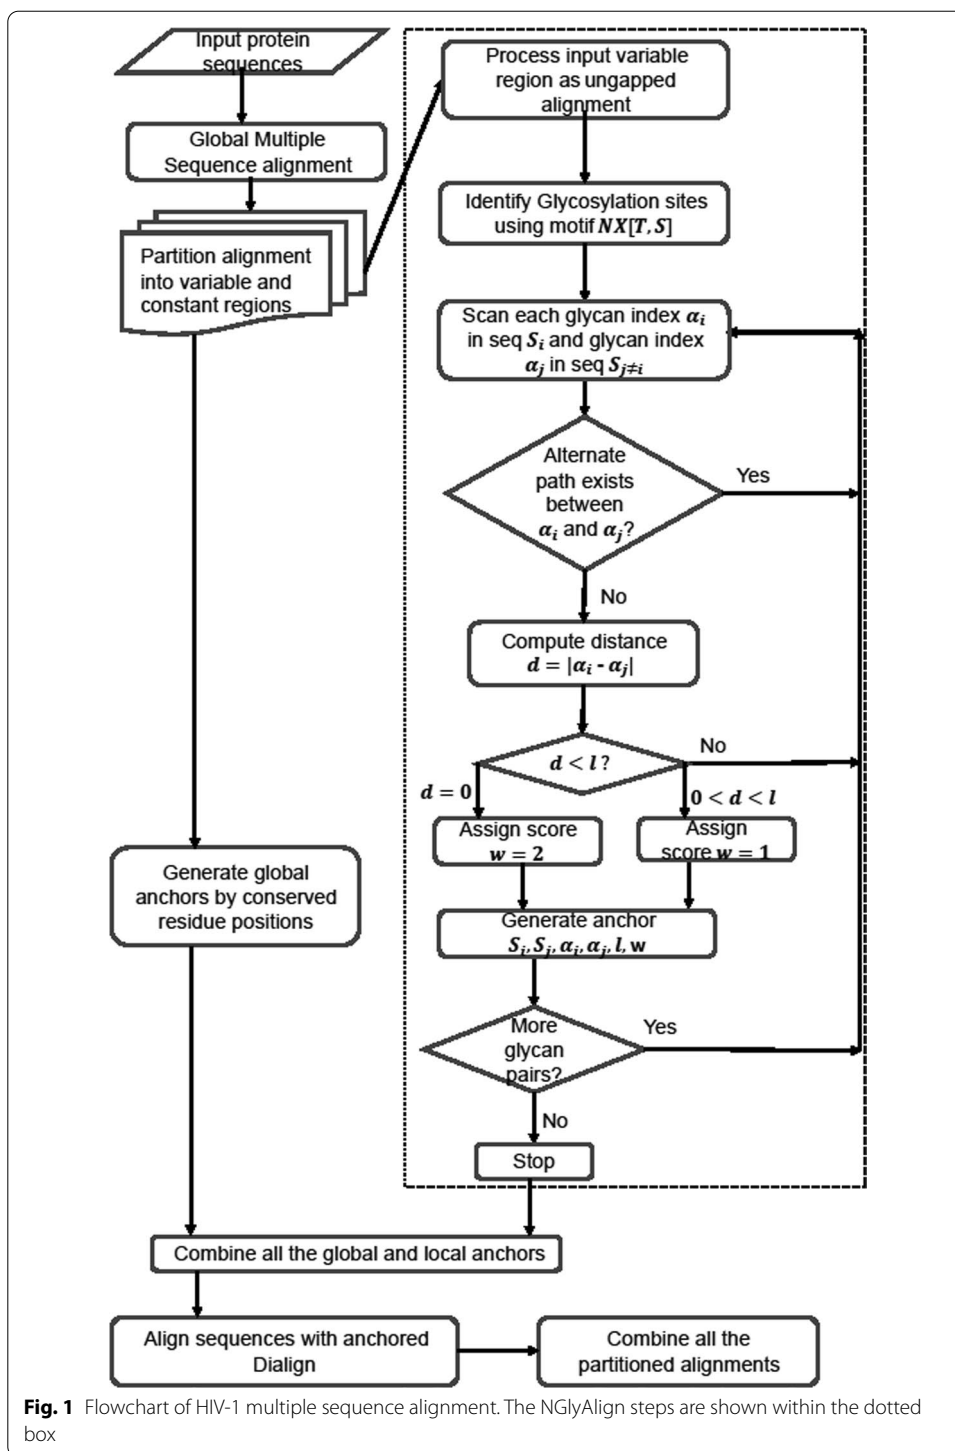 Input protein
sequences
Global Multiple
Sequence alignment
Partition alignment
into variable and
constant regions
Process input variable
region as ungapped
alignment
Identify Glycosylation sites
using motif NX[T, S]
Scan each glycan index αᵢ
in seq Sᵢ and glycan index
αⱼ in seq Sⱼ≠ᵢ
Alternate
path exists
between
αᵢ and αⱼ?
Yes
No
Compute distance
d = |αᵢ - αⱼ|
d < l?
No
d = 0
0 < d < l
Assign score
w = 2
Assign
score w = 1
Generate anchor
Sᵢ, Sⱼ, αᵢ, αⱼ, l, w
More
glycan
pairs?
Yes
No
Stop
Generate global
anchors by conserved
residue positions
Combine all the global and local anchors
Align sequences with anchored
Dialign
Combine all the
partitioned alignments
Fig. 1 Flowchart of HIV-1 multiple sequence alignment. The NGlyAlign steps are shown within the dotted
box